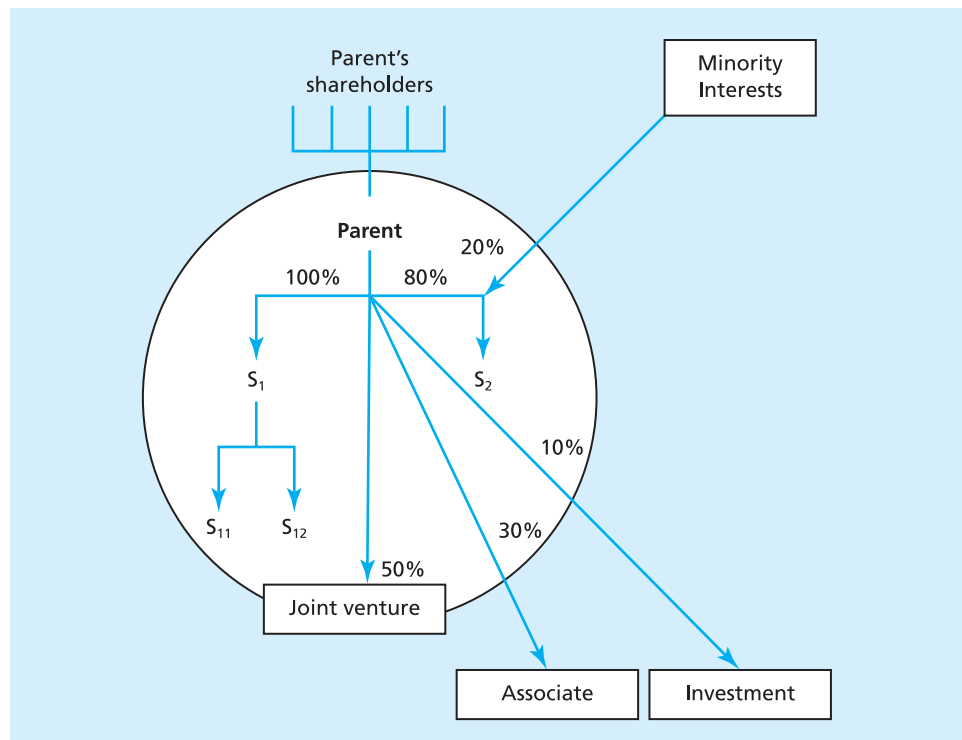 Parent's
shareholders
Minority
Interests
Parent
20%
100%
80%
S₁
S₂
10%
S₁₁
S₁₂
30%
50%
Joint venture
Associate
Investment